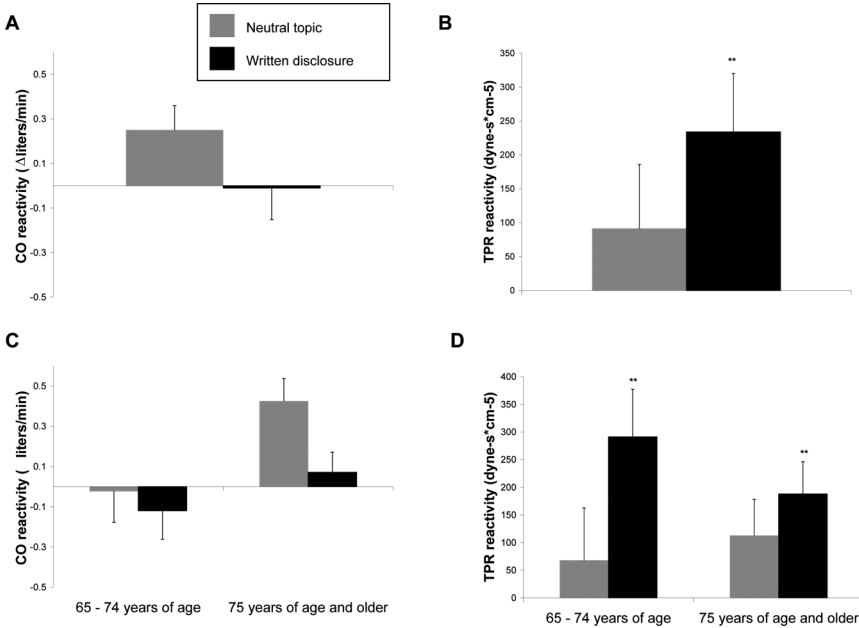 A
Neutral topic
Written disclosure
CO reactivity (Δliters/min)
0.5
0.3
0.1
-0.1
-0.3
-0.5
B
**
TPR reactivity (dyne-s*cm-5)
350
300
250
200
150
100
50
0
C
CO reactivity ( liters/min)
0.5
0.3
0.1
-0.1
-0.3
-0.5
65 - 74 years of age
75 years of age and older
D
**
**
TPR reactivity (dyne-s*cm-5)
400
350
300
250
200
150
100
50
0
65 - 74 years of age
75 years of age and older